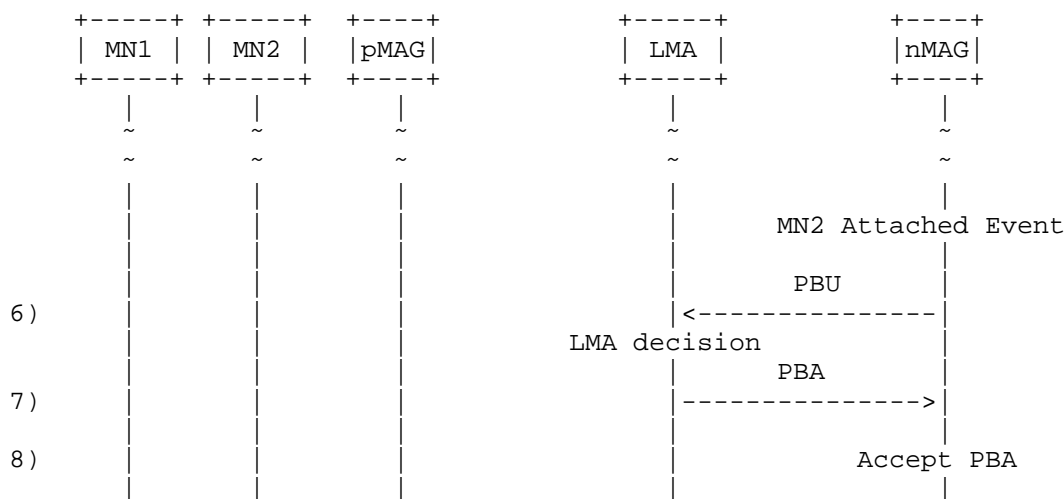 MN1 MN2 pMAG LMA nMAG
MN2 Attached Event
PBU
6)
LMA decision
PBA
7)
8) Accept PBA